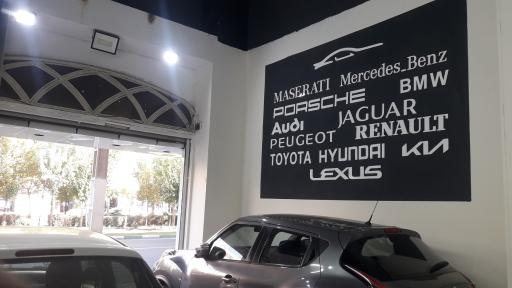 MASERATI Mercedes-Benz
PORSCHE BMW
Audi JAGUAR
PEUGEOT RENAULT
TOYOTA HYUNDAI KIA
LEXUS